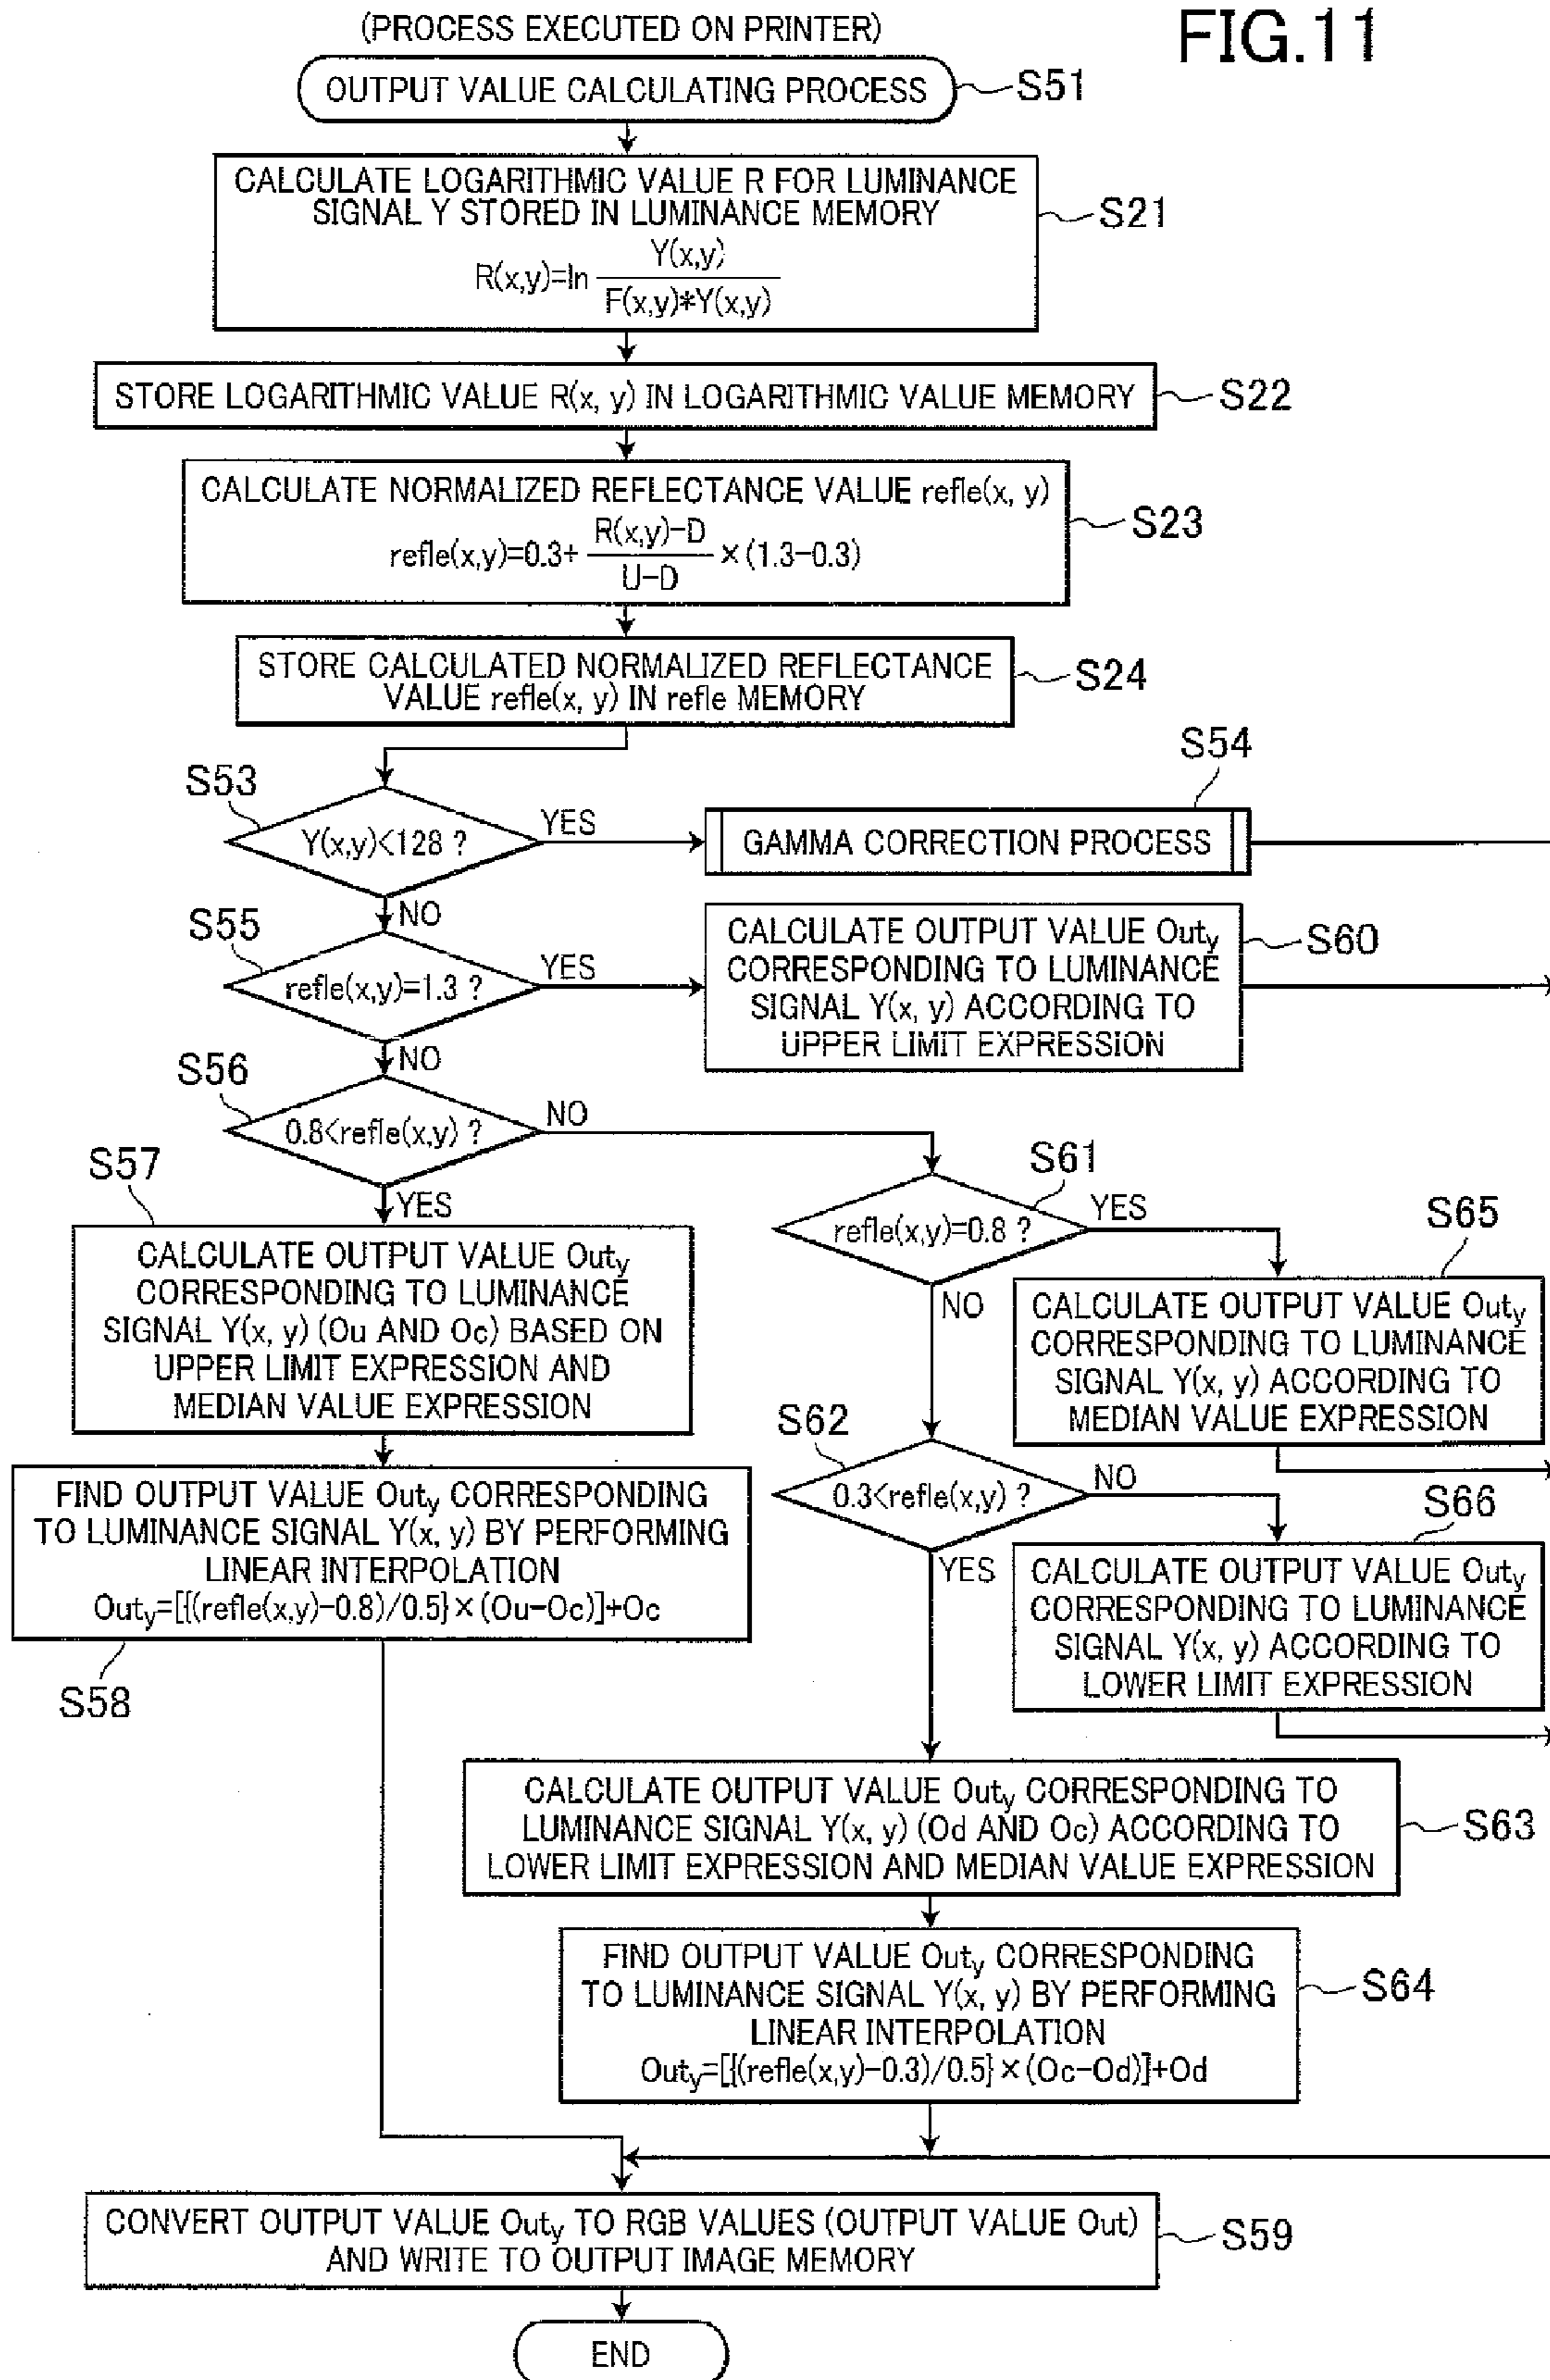 (PROCESS EXECUTED ON PRINTER)
FIG.11
OUTPUT VALUE CALCULATING PROCESS
S51
CALCULATE LOGARITHMIC VALUE R FOR LUMINANCE
SIGNAL Y STORED IN LUMINANCE MEMORY
R(x,y)=ln Y(x,y) / F(x,y)*Y(x,y)
S21
STORE LOGARITHMIC VALUE R(x, y) IN LOGARITHMIC VALUE MEMORY
S22
CALCULATE NORMALIZED REFLECTANCE VALUE refle(x, y)
refle(x,y)=0.3+ R(x,y)-D / U-D ×(1.3-0.3)
S23
STORE CALCULATED NORMALIZED REFLECTANCE
VALUE refle(x, y) IN refle MEMORY
S24
S53
Y(x,y)<128 ?
YES
NO
S54
GAMMA CORRECTION PROCESS
S55
refle(x,y)=1.3 ?
YES
NO
CALCULATE OUTPUT VALUE Outy
CORRESPONDING TO LUMINANCE
SIGNAL Y(x, y) ACCORDING TO
UPPER LIMIT EXPRESSION
S60
S56
0.8<refle(x,y) ?
NO
YES
S57
CALCULATE OUTPUT VALUE Outy
CORRESPONDING TO LUMINANCE
SIGNAL Y(x, y) (Ou AND Oc) BASED ON
UPPER LIMIT EXPRESSION AND
MEDIAN VALUE EXPRESSION
FIND OUTPUT VALUE Outy CORRESPONDING
TO LUMINANCE SIGNAL Y(x, y) BY PERFORMING
LINEAR INTERPOLATION
Outy=[{(refle(x,y)-0.8)/0.5}×(Ou-Oc)]+Oc
S58
S61
refle(x,y)=0.8 ?
YES
NO
S65
CALCULATE OUTPUT VALUE Outy
CORRESPONDING TO LUMINANCE
SIGNAL Y(x, y) ACCORDING TO
MEDIAN VALUE EXPRESSION
S62
0.3<refle(x,y) ?
NO
YES
S66
CALCULATE OUTPUT VALUE Outy
CORRESPONDING TO LUMINANCE
SIGNAL Y(x, y) ACCORDING TO
LOWER LIMIT EXPRESSION
CALCULATE OUTPUT VALUE Outy CORRESPONDING TO
LUMINANCE SIGNAL Y(x, y) (Od AND Oc) ACCORDING TO
LOWER LIMIT EXPRESSION AND MEDIAN VALUE EXPRESSION
S63
FIND OUTPUT VALUE Outy CORRESPONDING
TO LUMINANCE SIGNAL Y(x, y) BY PERFORMING
LINEAR INTERPOLATION
Outy=[{(refle(x,y)-0.3)/0.5}×(Oc-Od)]+Od
S64
CONVERT OUTPUT VALUE Outy TO RGB VALUES (OUTPUT VALUE Out)
AND WRITE TO OUTPUT IMAGE MEMORY
S59
END